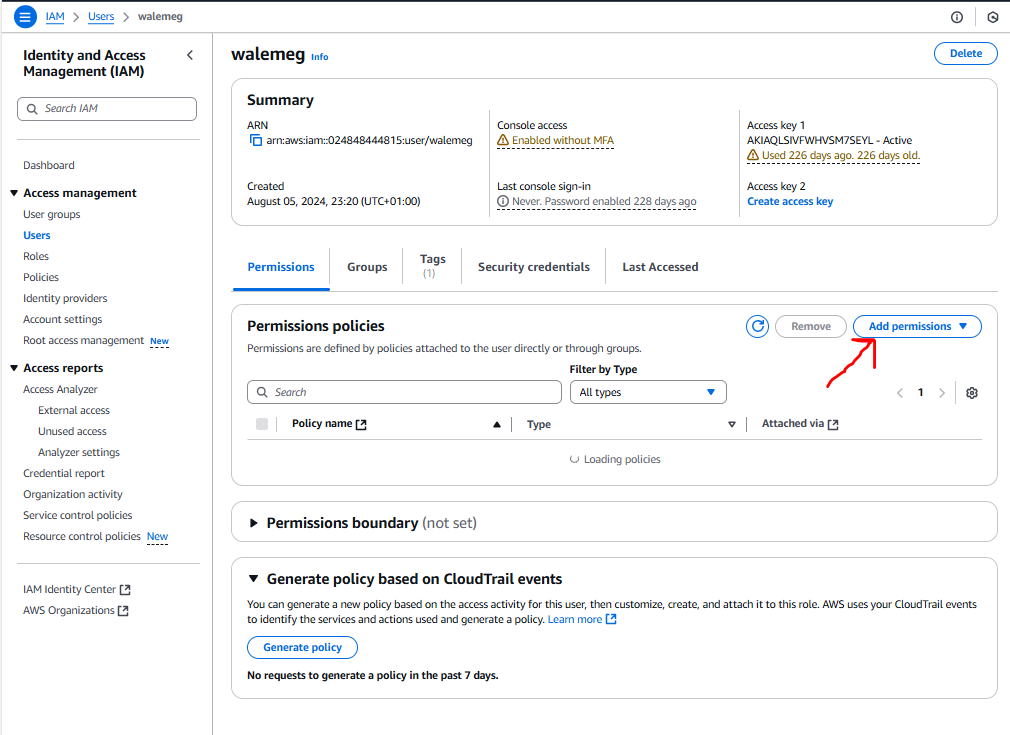 IAM > Users > walemeg
Identity and Access
Management (IAM)
Search IAM
Dashboard
Access management
User groups
Users
Roles
Policies
Identity providers
Account settings
Root access management New
Access reports
Access Analyzer
External access
Unused access
Analyzer settings
Credential report
Organization activity
Service control policies
Resource control policies New
IAM Identity Center
AWS Organizations
walemeg Info
Delete
Summary
ARN
arn:aws:iam::024848444815:user/walemeg
Console access
Enabled without MFA
Access key 1
AKIAQLSIVFWHVSM7SEYL - Active
Used 226 days ago. 226 days old.
Created
August 05, 2024, 23:20 (UTC+01:00)
Last console sign-in
Never. Password enabled 228 days ago
Access key 2
Create access key
Permissions
Groups
Tags
(1)
Security credentials
Last Accessed
Permissions policies
Remove
Add permissions
Permissions are defined by policies attached to the user directly or through groups.
Filter by Type
Search
All types
1
Policy name
Type
Attached via
Loading policies
Permissions boundary (not set)
Generate policy based on CloudTrail events
You can generate a new policy based on the access activity for this user, then customize, create, and attach it to this role. AWS uses your CloudTrail events
to identify the services and actions used and generate a policy. Learn more
Generate policy
No requests to generate a policy in the past 7 days.